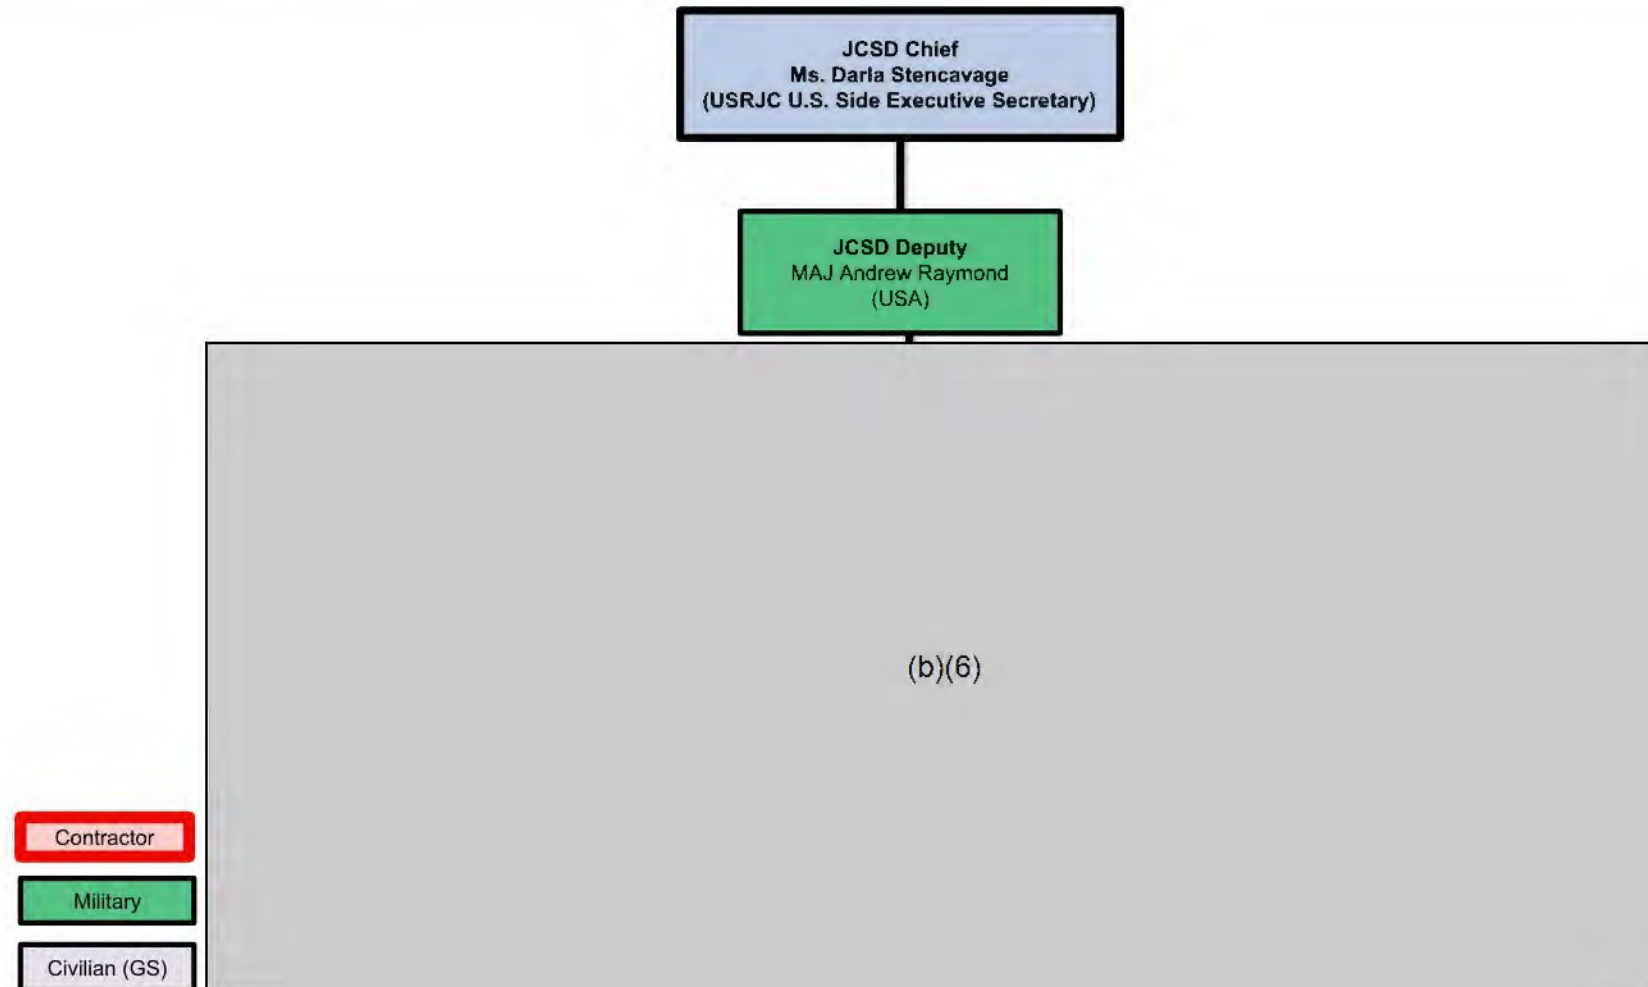 JCSD Chief
Ms. Darla Stencavage
(USRJC U.S. Side Executive Secretary)
JCSD Deputy
MAJ Andrew Raymond
(USA)
(b)(6)
Contractor
Military
Civilian (GS)